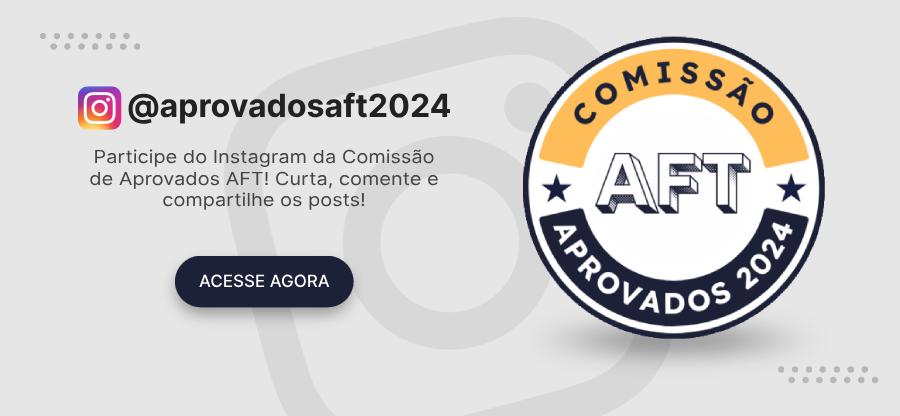 @aprovadosaft2024
Participe do Instagram da Comissão
de Aprovados AFT! Curta, comente e
compartilhe os posts!
ACESSE AGORA
COMISSÃO
AFT
APROVADOS 2024